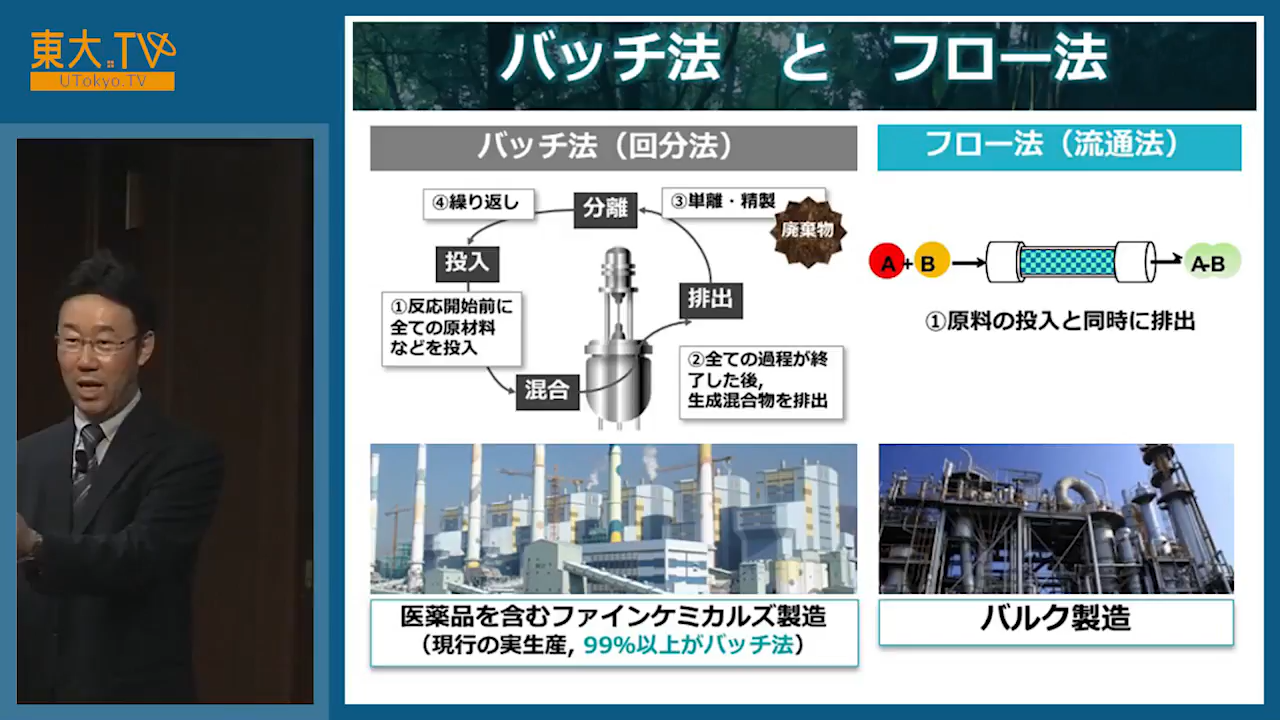 東大.TV
UTokyo.TV
バッチ法 と フロー法
バッチ法（回分法）
フロー法（流通法）
④繰り返し
分離
③単離・精製
廃棄物
投入
①反応開始前に
全ての原材料
などを投入
排出
混合
②全ての過程が終
了した後,
生成混合物を排出
A + B
A-B
①原料の投入と同時に排出
医薬品を含むファインケミカルズ製造
（現行の実生産, 99%以上がバッチ法）
バルク製造